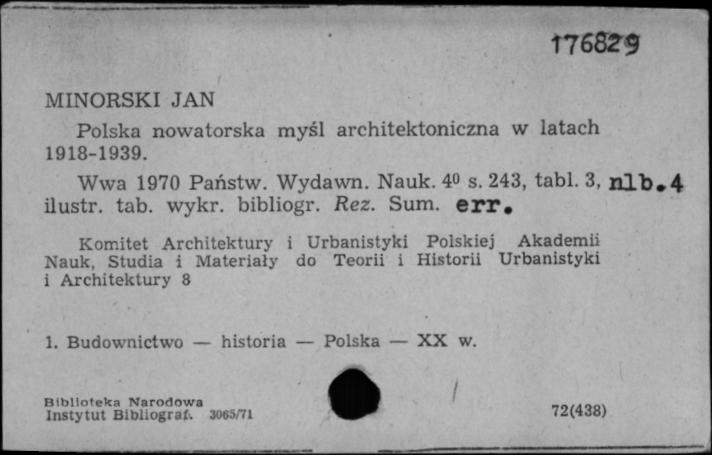 176829
MINORSKI JAN
Polska nowatorska myśl architektoniczna w latach
1918-1939.
Wwa 1970 Państw. Wydawn. Nauk. 4⁰ s. 243, tabl. 3, nlb.4
ilustr. tab. wykr. bibliogr. Rez. Sum. err.
Komitet Architektury i Urbanistyki Polskiej Akademii
Nauk, Studia i Materiały do Teorii i Historii Urbanistyki
i Architektury 8
1. Budownictwo — historia — Polska — XX w.
Biblioteka Narodowa
Instytut Bibliograf. 3065/71
72(438)